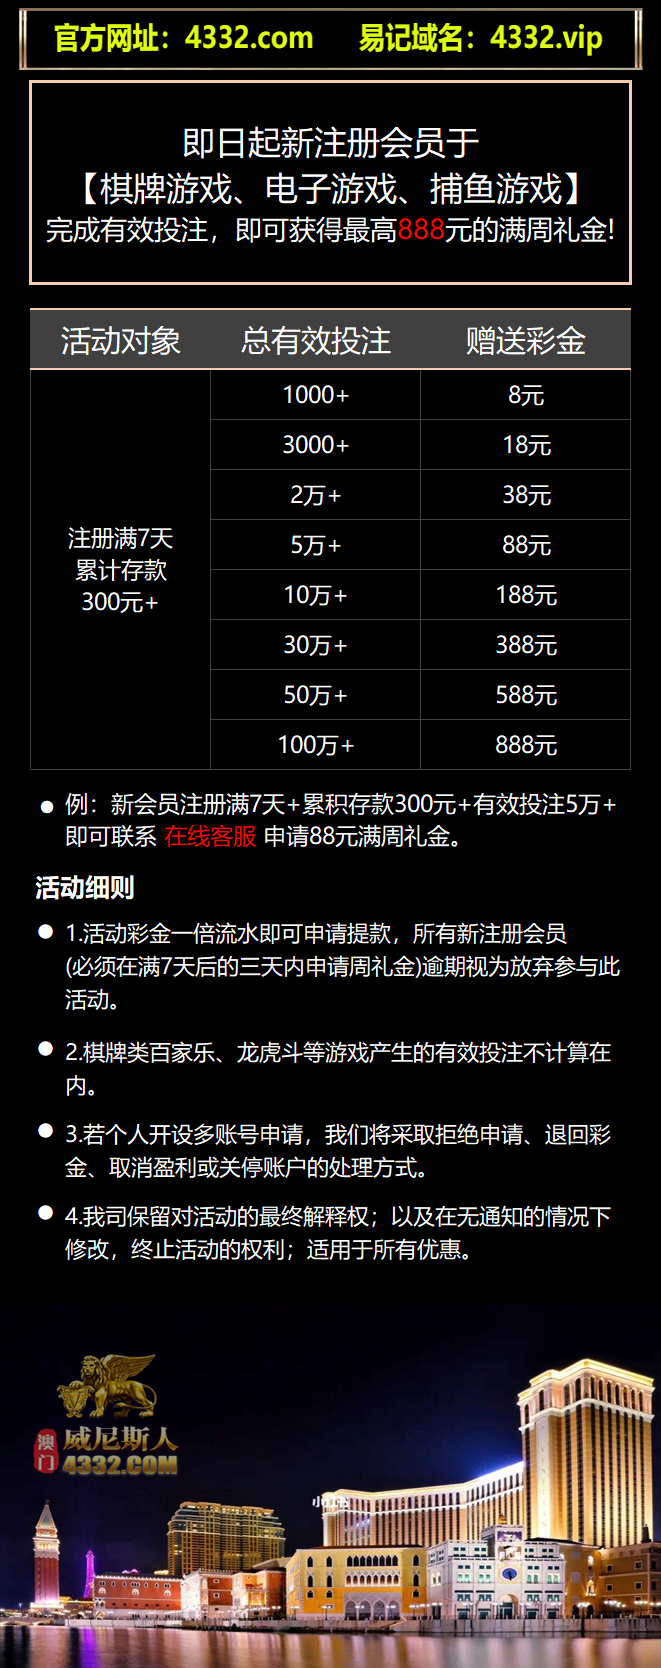 官方网址：4332.com 易记域名：4332.vip
即日起新注册会员于
【棋牌游戏、电子游戏、捕鱼游戏】
完成有效投注，即可获得最高888元的满周礼金!
活动对象 总有效投注 赠送彩金
1000+ 8元
3000+ 18元
2万+ 38元
5万+ 88元
注册满7天
累计存款
300元+
10万+ 188元
30万+ 388元
50万+ 588元
100万+ 888元
● 例：新会员注册满7天+累积存款300元+有效投注5万+
即可联系 在线客服 申请88元满周礼金。
活动细则
● 1.活动彩金一倍流水即可申请提款，所有新注册会员
(必须在满7天后的三天内申请周礼金)逾期视为放弃参与此
活动。
● 2.棋牌类百家乐、龙虎斗等游戏产生的有效投注不计算在
内。
● 3.若个人开设多账号申请，我们将采取拒绝申请、退回彩
金、取消盈利或关停账户的处理方式。
● 4.我司保留对活动的最终解释权；以及在无通知的情况下
修改，终止活动的权利；适用于所有优惠。
澳门
威尼斯人
4332.COM